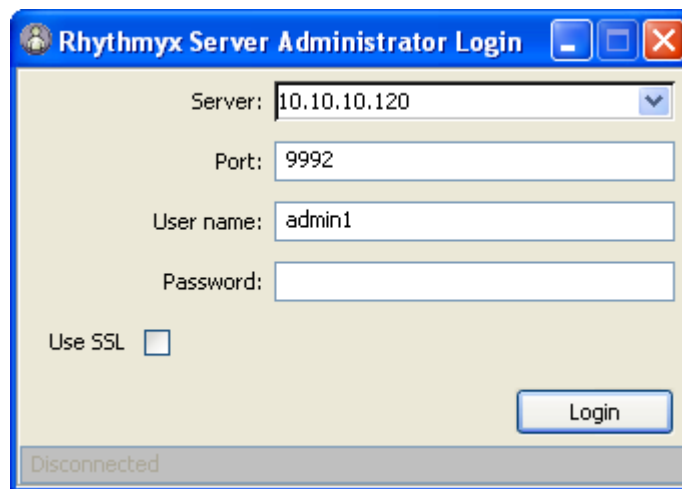 Rhythmyx Server Administrator Login
Server: 10.10.10.120
Port: 9992
User name: admin1
Password:
Use SSL
Login
Disconnected